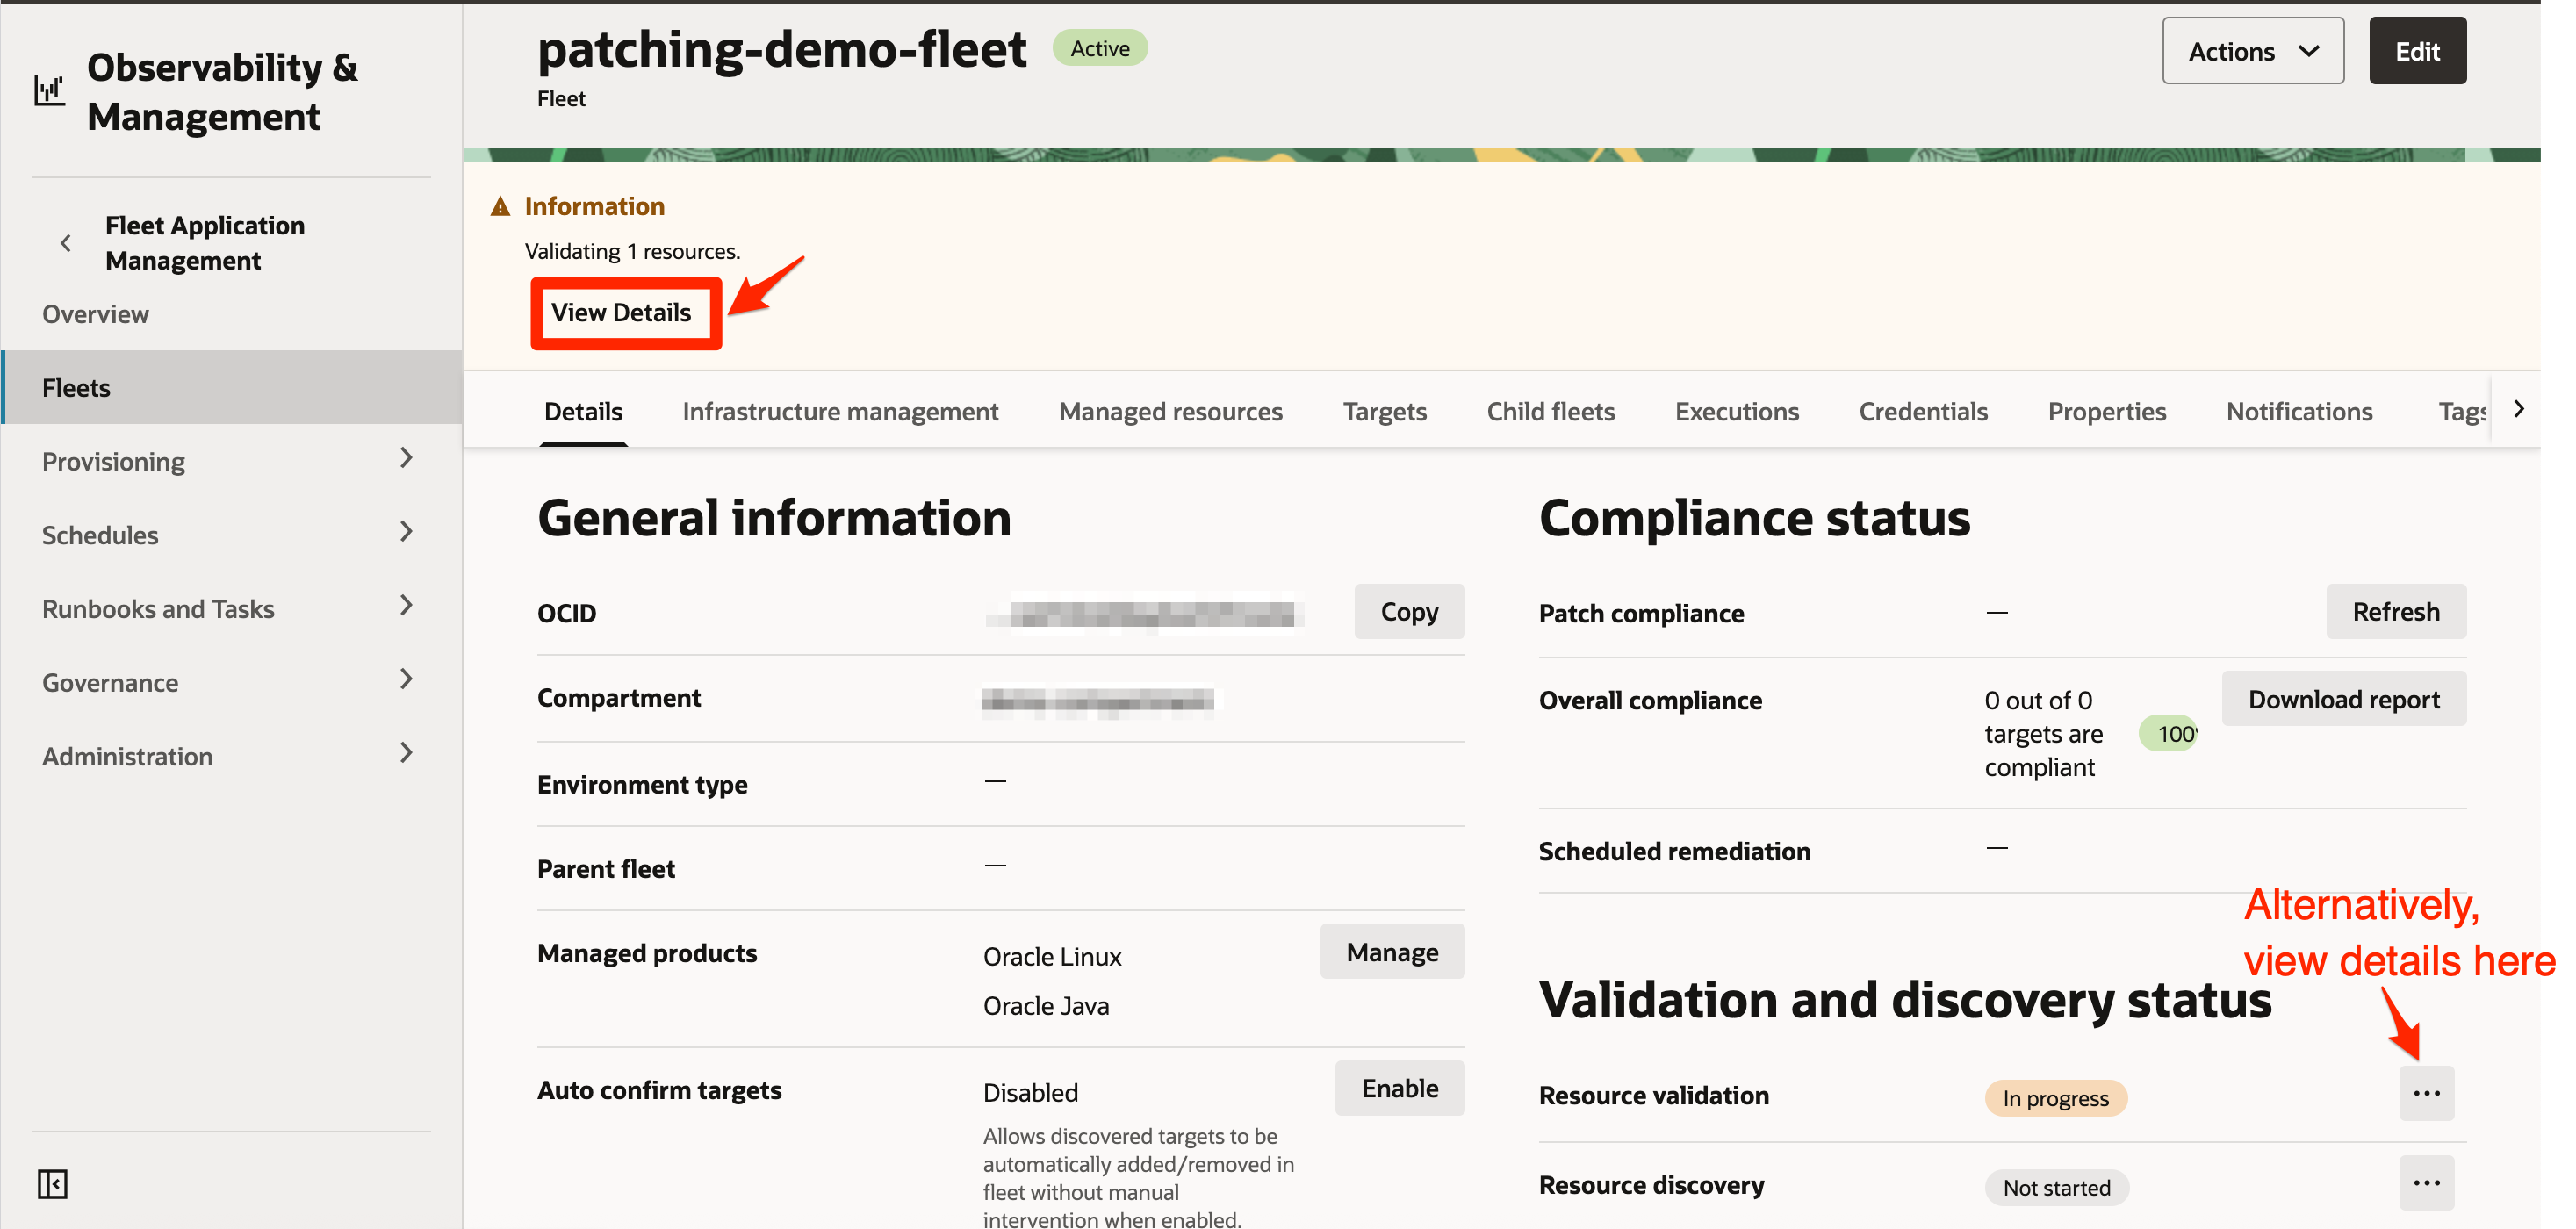 Observability &
Management
Fleet Application
Management
Overview
Fleets
Provisioning
Schedules
Runbooks and Tasks
Governance
Administration
patching-demo-fleet
Active
Fleet
Actions
Edit
Information
Validating 1 resources.
View Details
Details
Infrastructure management
Managed resources
Targets
Child fleets
Executions
Credentials
Properties
Notifications
Tags
General information
OCID
Copy
Compartment
Environment type
—
Parent fleet
—
Managed products
Oracle Linux
Oracle Java
Manage
Auto confirm targets
Disabled
Enable
Allows discovered targets to be
automatically added/removed in
fleet without manual
intervention when enabled.
Compliance status
Patch compliance
—
Refresh
Overall compliance
0 out of 0
targets are
compliant
100
Download report
Scheduled remediation
—
Alternatively,
view details here
Validation and discovery status
Resource validation
In progress
...
Resource discovery
Not started
...